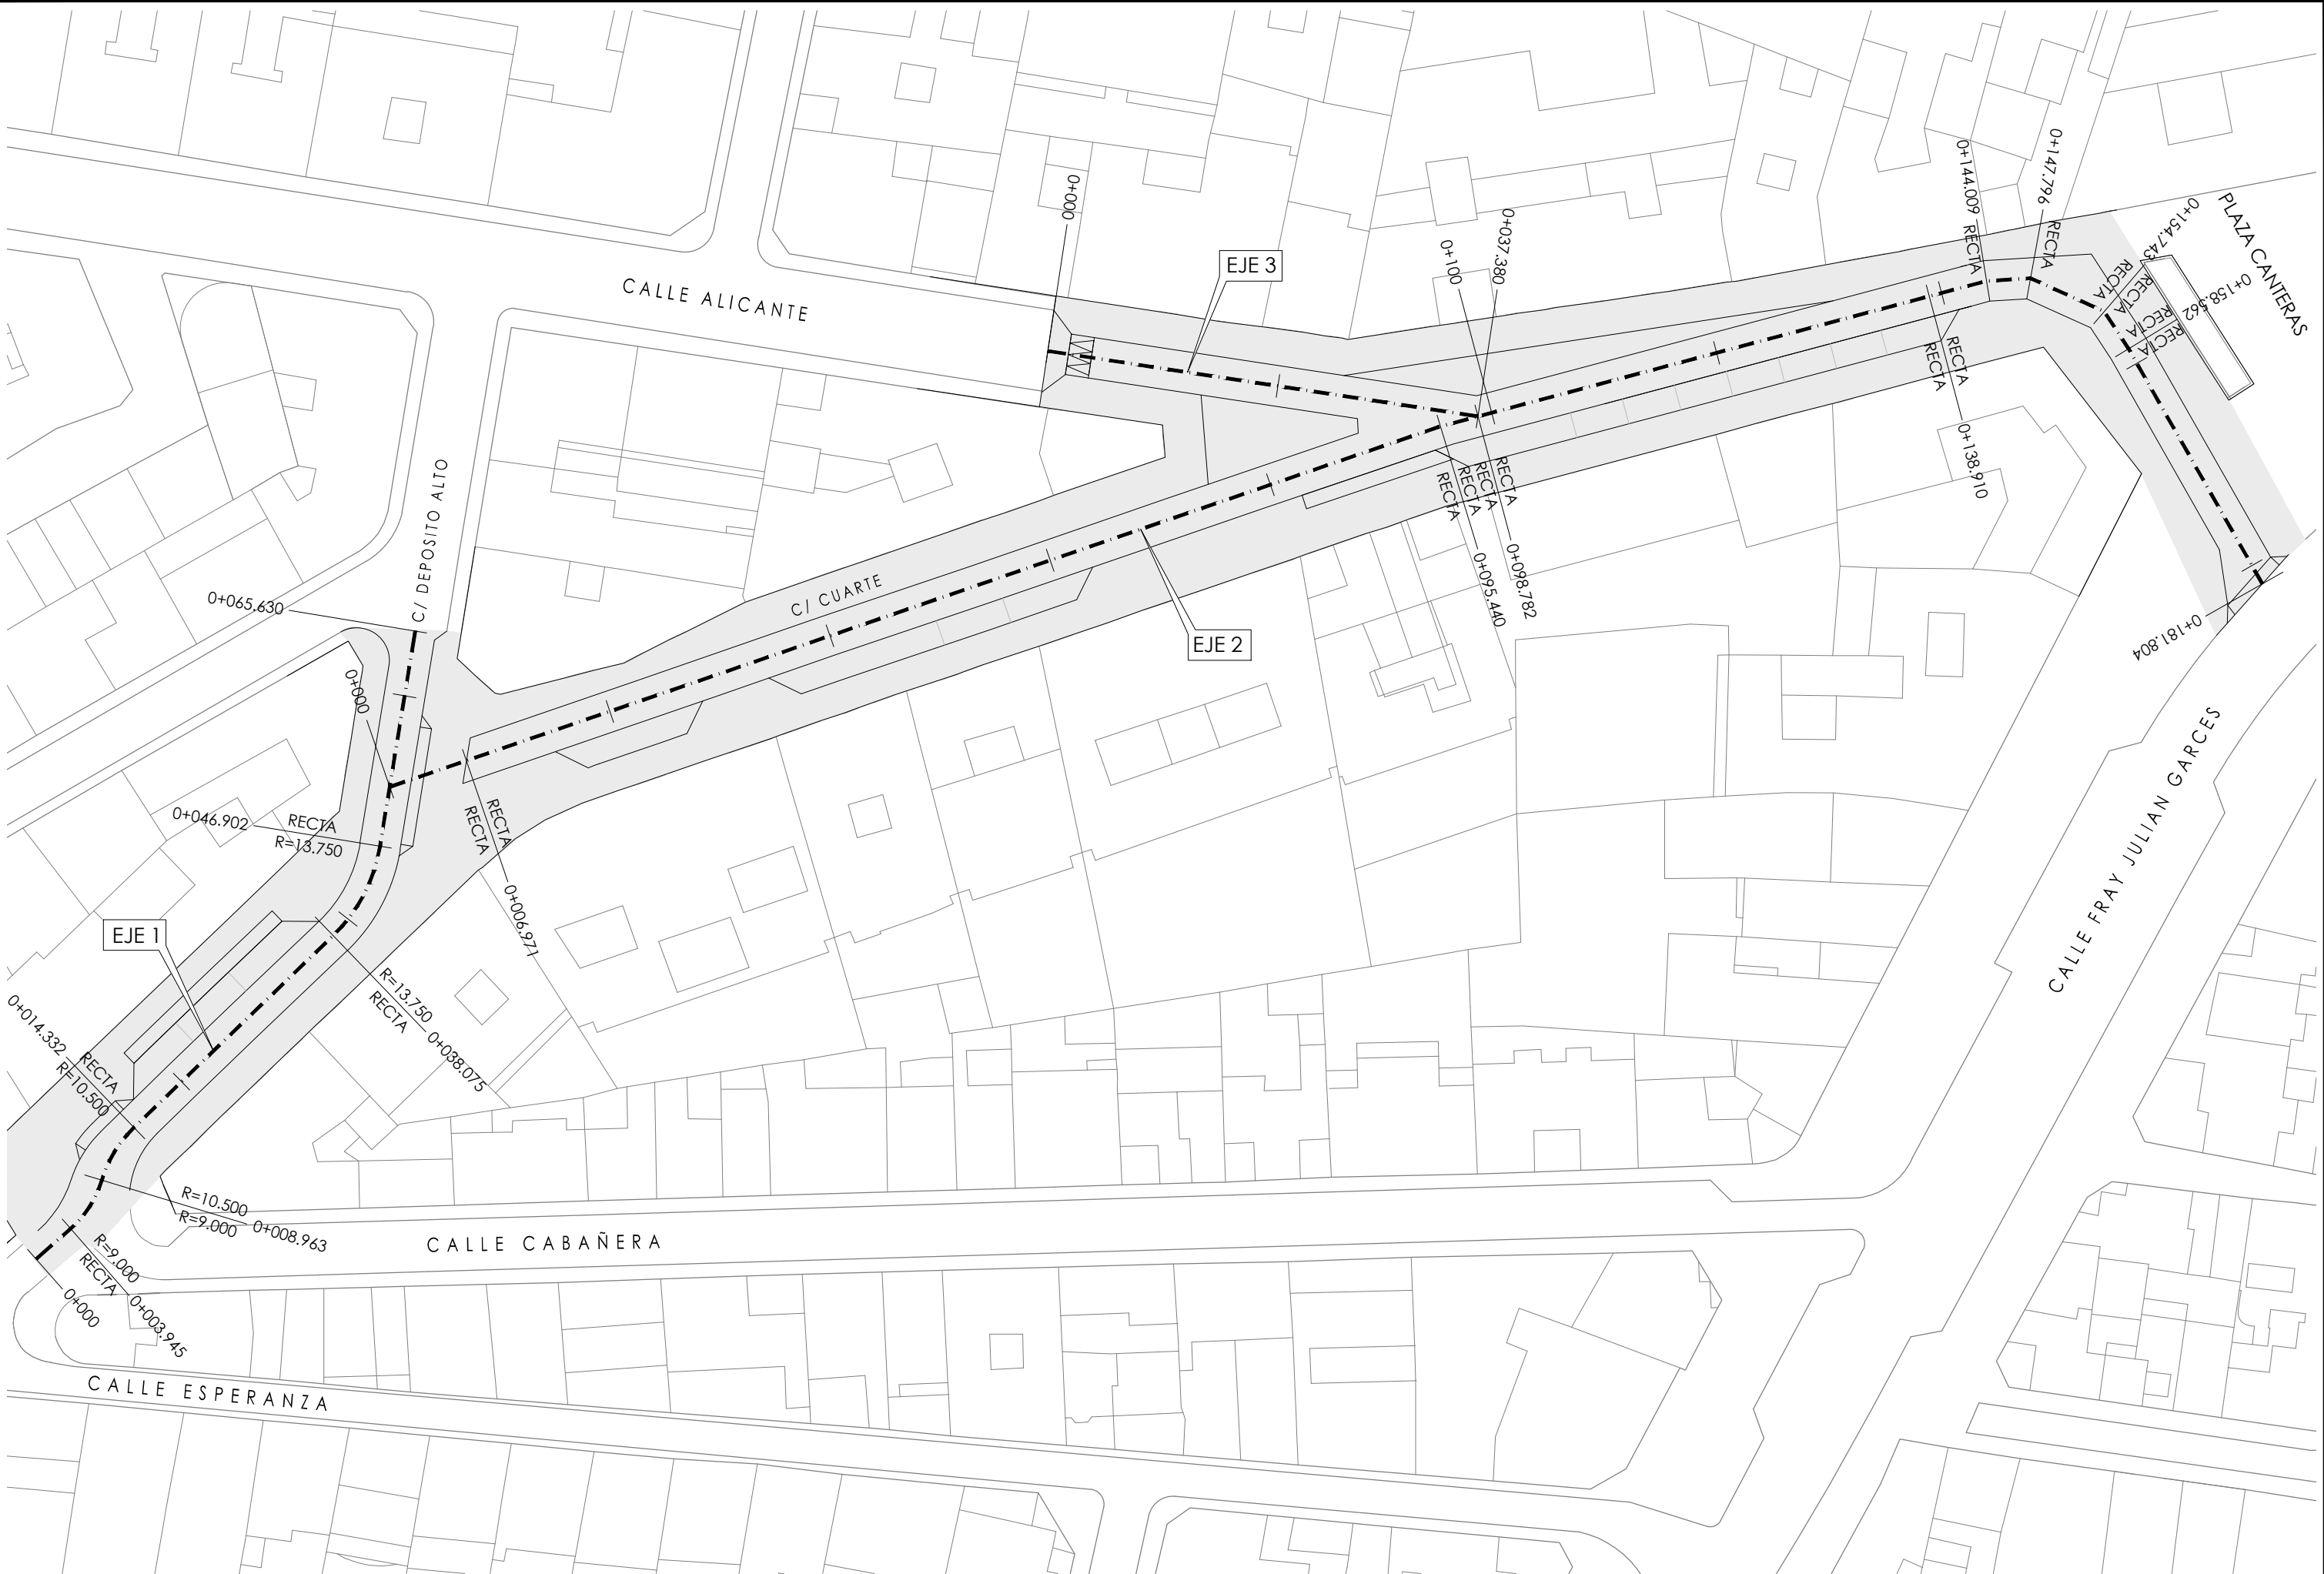 0+000
0+147.796
RECTA
0+144.009
RECTA
PLAZA CANTERAS
0+154.743
RECTA
RECTA
0+158.562
RECTA
RECTA
EJE 3
0+037.380
0+100
CALLE ALICANTE
RECTA
RECTA
0+138.910
RECTA
RECTA
RECTA
RECTA
0+098.782
0+095.440
C/ DEPOSITO ALTO
C/ CUARTE
EJE 2
0+065.630
0+181.804
0+000
CALLE FRAY JULIAN GARCES
0+046.902
RECTA
R=13.750
RECTA
RECTA
0+006.971
EJE 1
R=13.750
RECTA
0+038.075
0+014.332
RECTA
R=10.500
R=10.500
R=9.000
0+008.963
CALLE CABAÑERA
R=9.000
RECTA
0+003.945
0+000
CALLE ESPERANZA